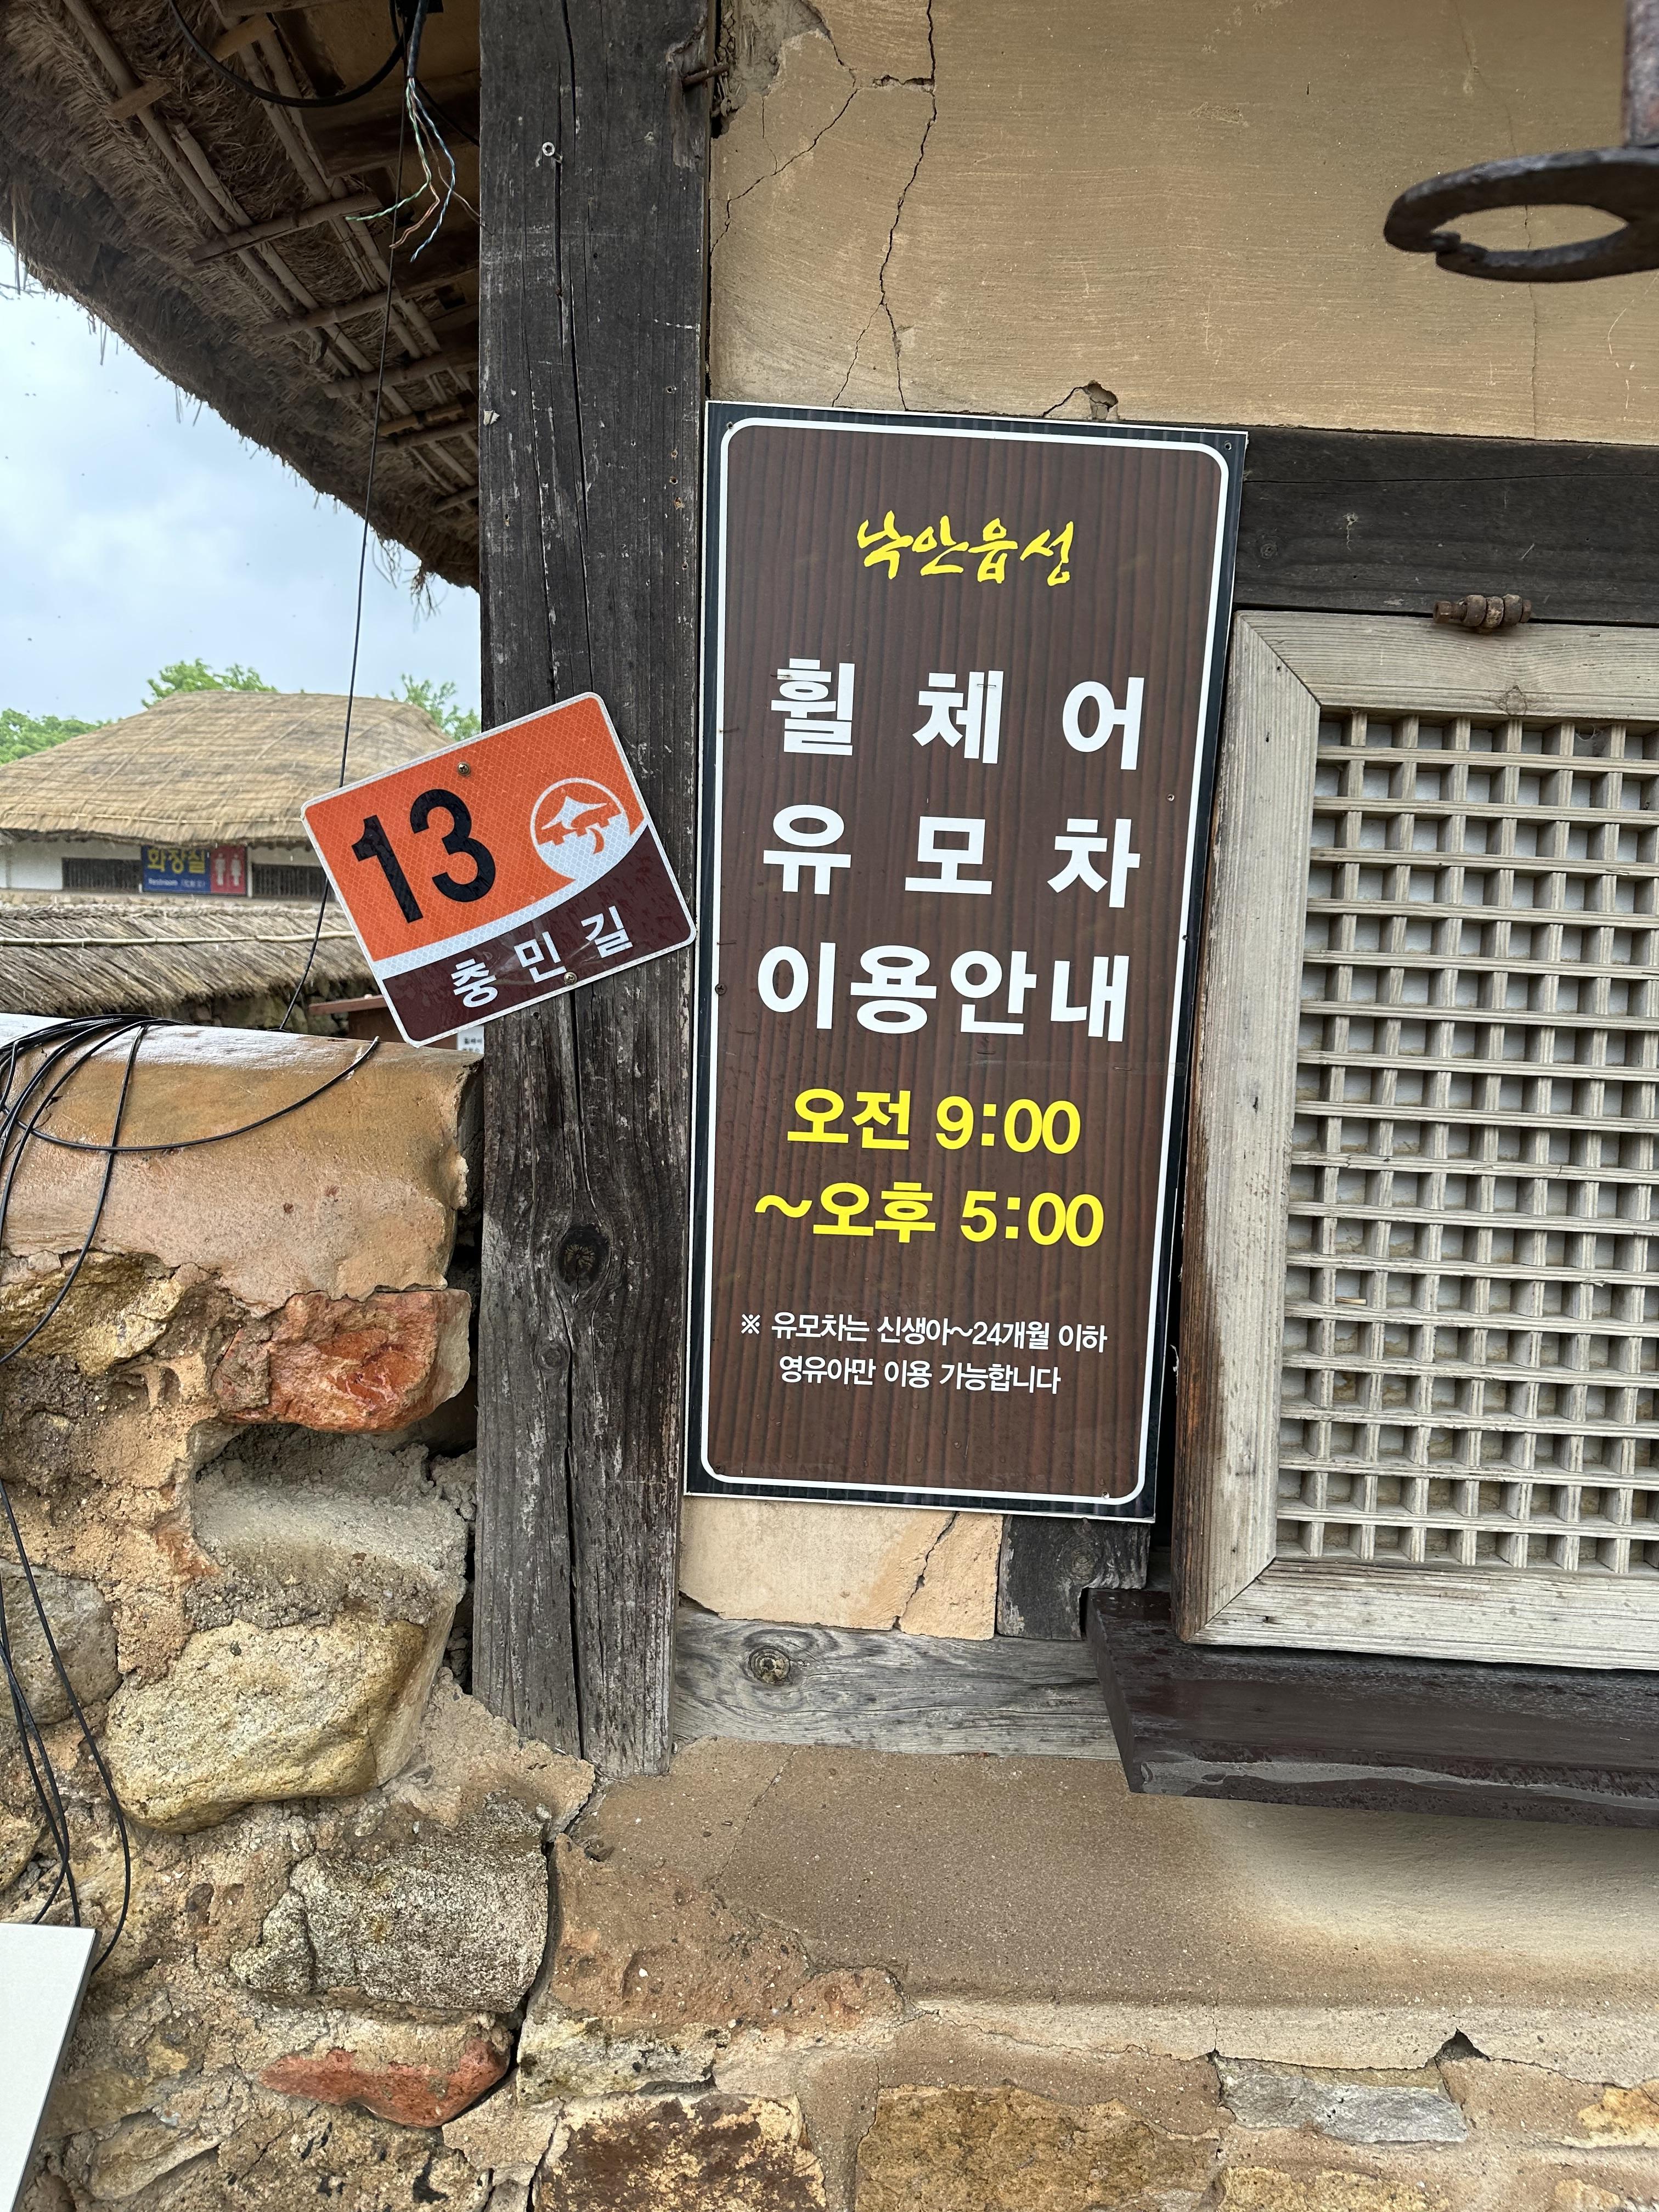 낙안읍성
휠체어
유모차
이용안내
오전 9:00
~오후 5:00
※ 유모차는 신생아~24개월 이하
영유아만 이용 가능합니다
13
충민길
화장실
Restroom